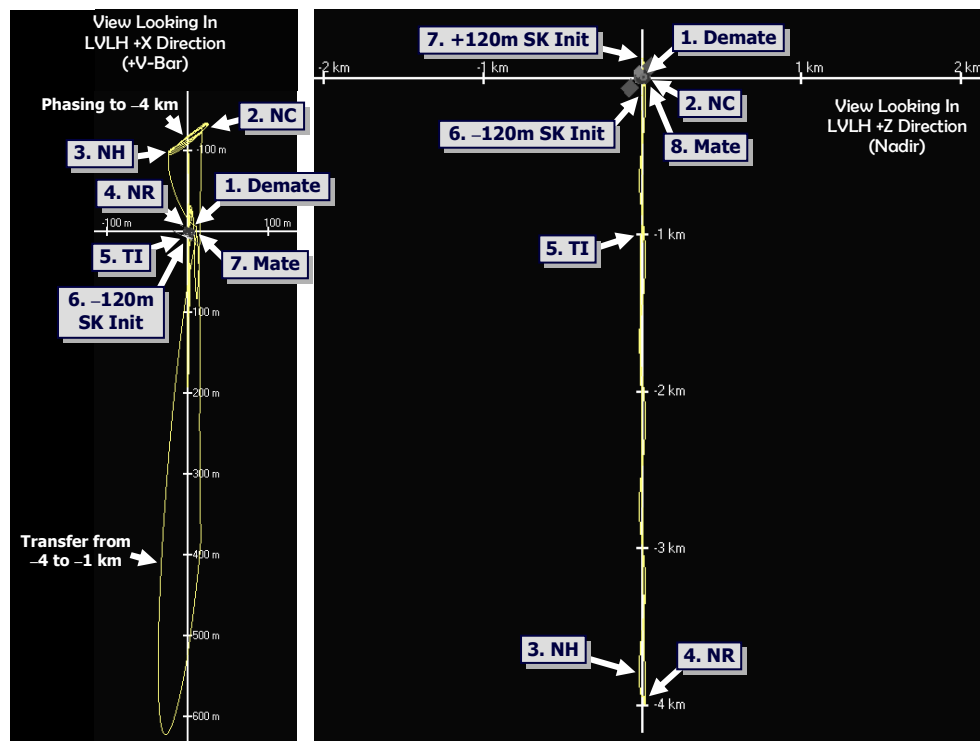 View Looking In
LVLH +X Direction
(+V-Bar)
Phasing to –4 km
2. NC
3. NH
-100 m
4. NR
1. Demate
-100 m
100 m
5. TI
7. Mate
6. –120m
SK Init
-100 m
-200 m
-300 m
Transfer from
–4 to –1 km
-400 m
-500 m
-600 m
7. +120m SK Init
1. Demate
-2 km
-1 km
1 km
2 km
2. NC
View Looking In
LVLH +Z Direction
(Nadir)
6. –120m SK Init
8. Mate
5. TI
-1 km
-2 km
-3 km
3. NH
4. NR
-4 km